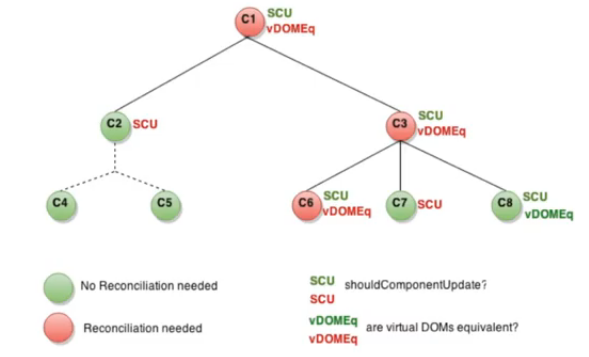 C1 SCU
vDOMEq
C2 SCU
C3 SCU
vDOMEq
C4
C5
C6 SCU
vDOMEq
C7 SCU
C8 SCU
vDOMEq
No Reconciliation needed
Reconciliation needed
SCU shouldComponentUpdate?
SCU
vDOMEq are virtual DOMs equivalent?
vDOMEq